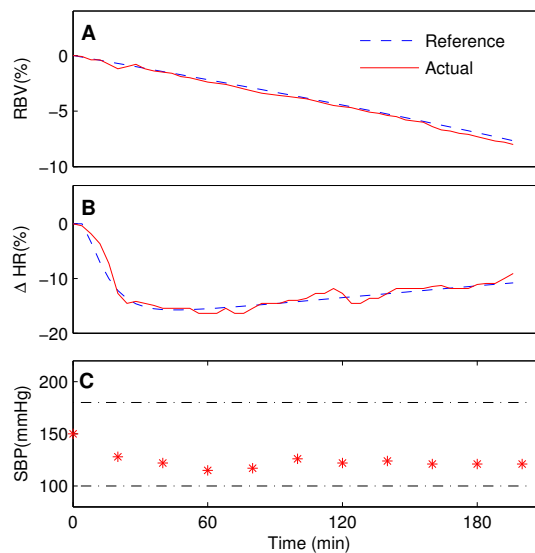 A
Reference
Actual
0
−5
−10
RBV(%)
B
0
−10
−20
Δ HR(%)
C
200
150
100
SBP(mmHg)
0 60 120 180
Time (min)